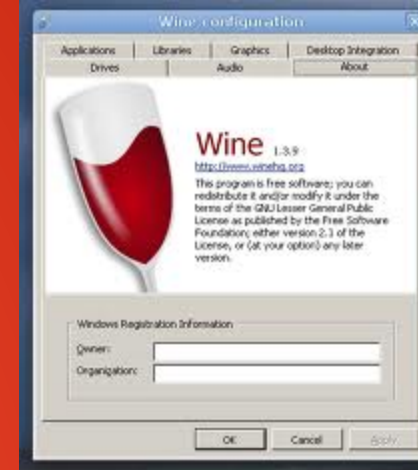 Wine configuration
Applications Libraries Graphics Desktop Integration
Drives Audio About
Wine 1.3.9
http://www.winehq.org
This program is free software; you can
redistribute it and/or modify it under the
terms of the GNU Lesser General Public
License as published by the Free Software
Foundation; either version 2.1 of the
License, or (at your option) any later
version.
Windows Registration Information
Owner:
Organization:
OK Cancel Apply